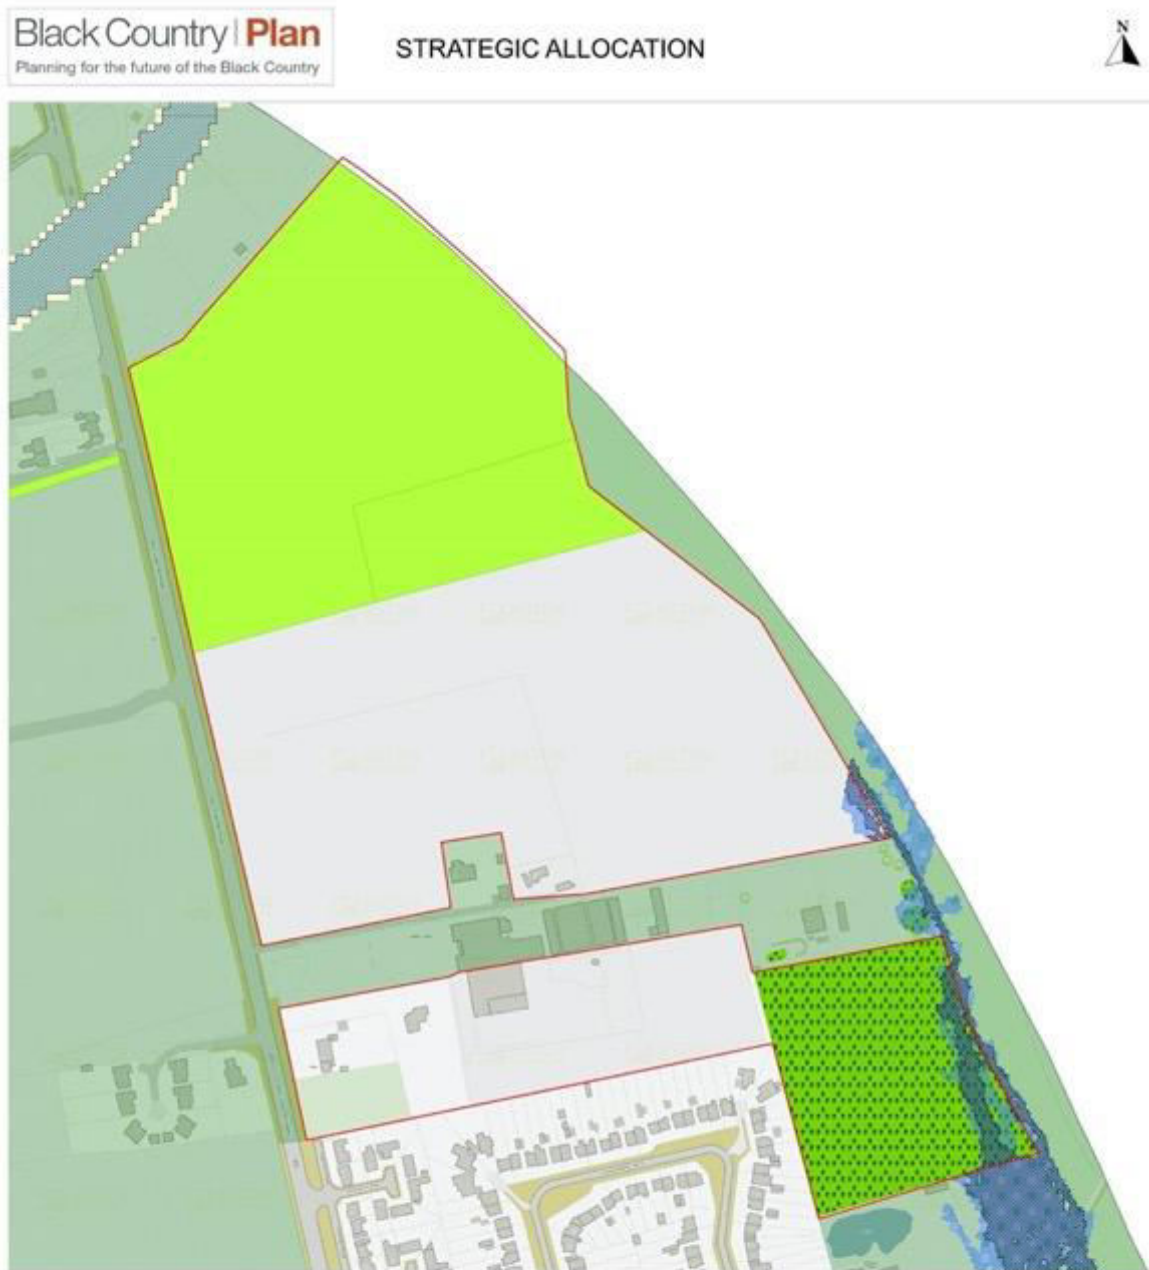 Black Country | Plan
Planning for the future of the Black Country
STRATEGIC ALLOCATION
N